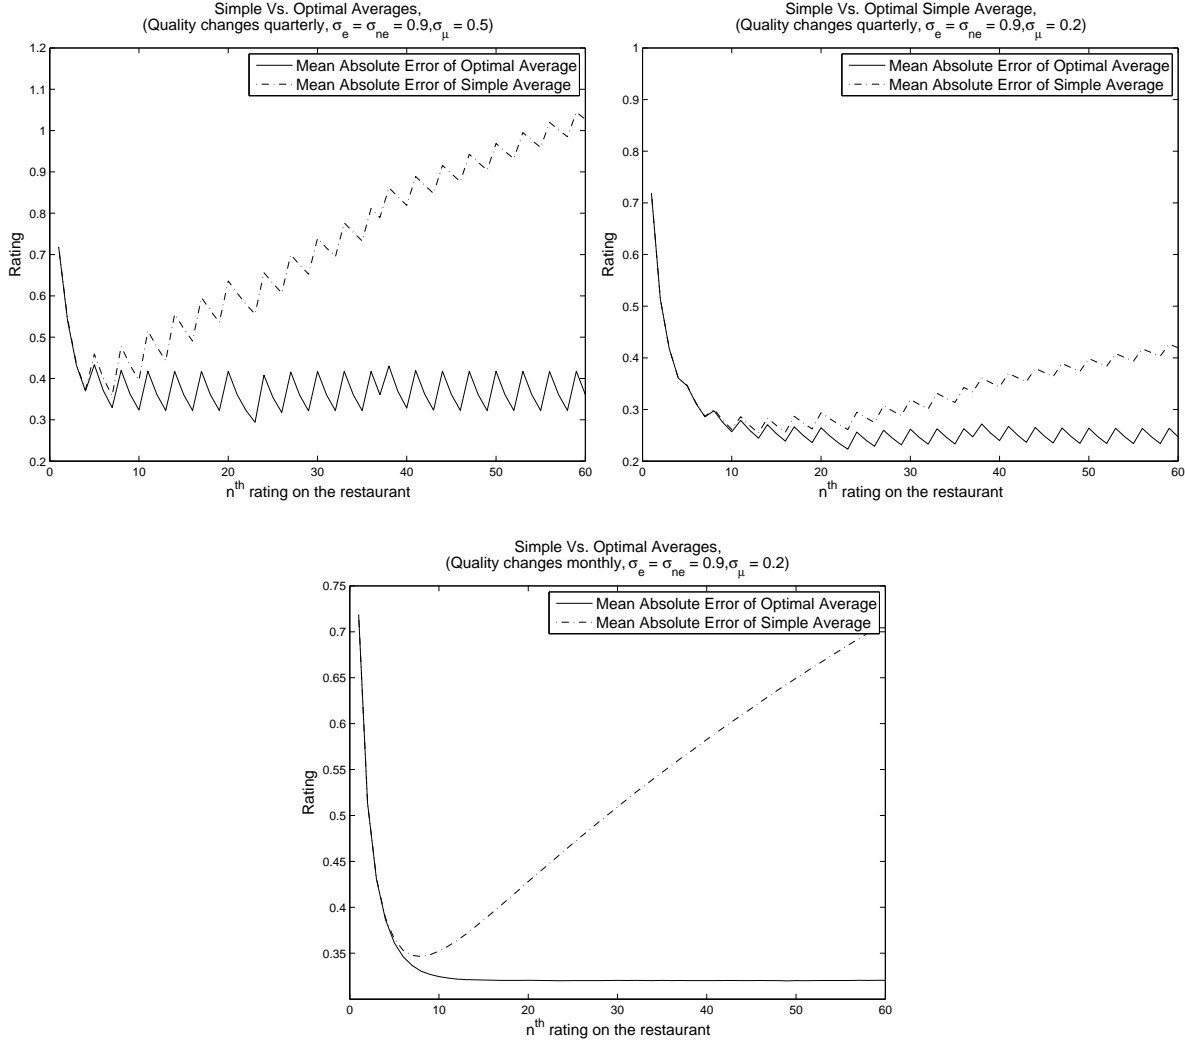 Simple Vs. Optimal Averages,
(Quality changes quarterly, σe = σne = 0.9,σμ = 0.5)
1.2
1.1
1
0.9
0.8
0.7
0.6
0.5
0.4
0.3
0.2
Rating
Mean Absolute Error of Optimal Average
Mean Absolute Error of Simple Average
0 10 20 30 40 50 60
nth rating on the restaurant
Simple Vs. Optimal Simple Average,
(Quality changes quarterly, σe = σne = 0.9,σμ = 0.2)
1
0.9
0.8
0.7
0.6
0.5
0.4
0.3
0.2
Rating
Mean Absolute Error of Optimal Average
Mean Absolute Error of Simple Average
0 10 20 30 40 50 60
nth rating on the restaurant
Simple Vs. Optimal Averages,
(Quality changes monthly, σe = σne = 0.9,σμ = 0.2)
0.75
0.7
0.65
0.6
0.55
0.5
0.45
0.4
0.35
Rating
Mean Absolute Error of Optimal Average
Mean Absolute Error of Simple Average
0 10 20 30 40 50 60
nth rating on the restaurant